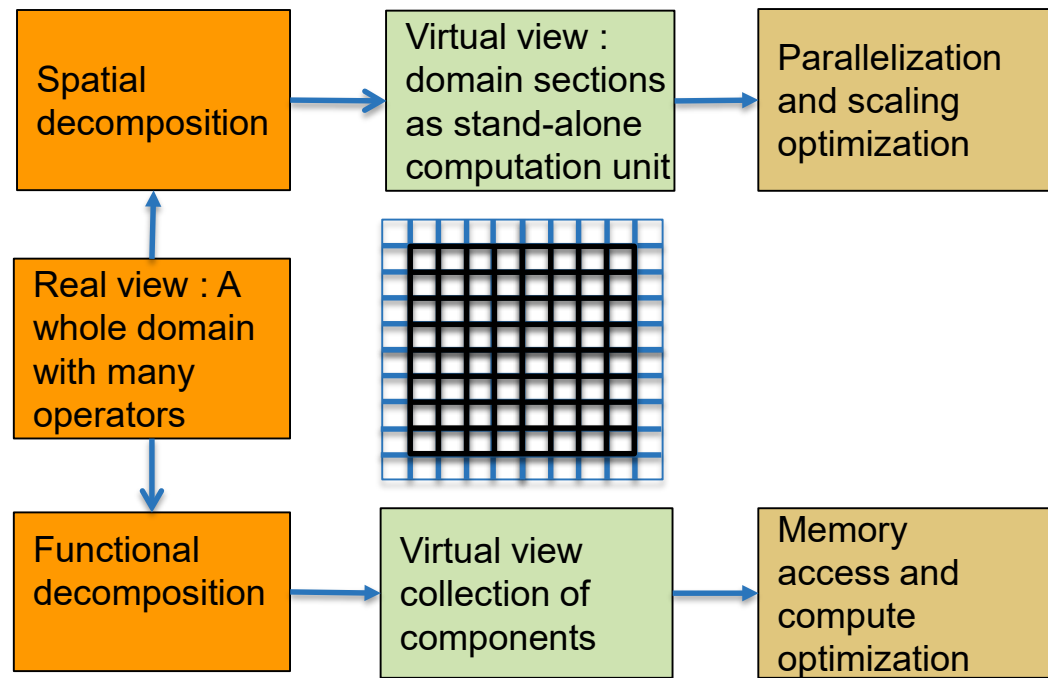 Spatial
decomposition
Virtual view :
domain sections
as stand-alone
computation unit
Parallelization
and scaling
optimization
Real view : A
whole domain
with many
operators
Functional
decomposition
Virtual view
collection of
components
Memory
access and
compute
optimization